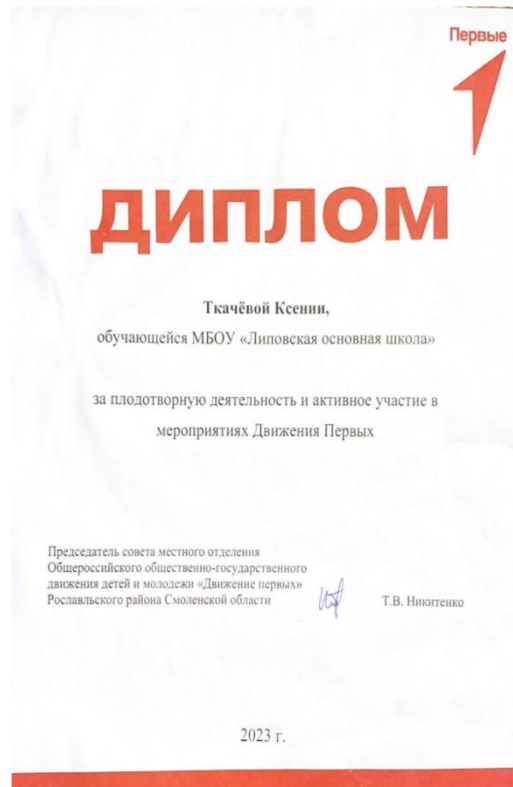 Первые
ДИПЛОМ
Ткачёвой Ксении,
обучающейся МБОУ «Липовская основная школа»
за плодотворную деятельность и активное участие в
мероприятиях Движения Первых
Председатель совета местного отделения
Общероссийского общественно-государственного
движения детей и молодежи «Движение первых»
Рославльского района Смоленской области
Т.В. Никитенко
2023 г.